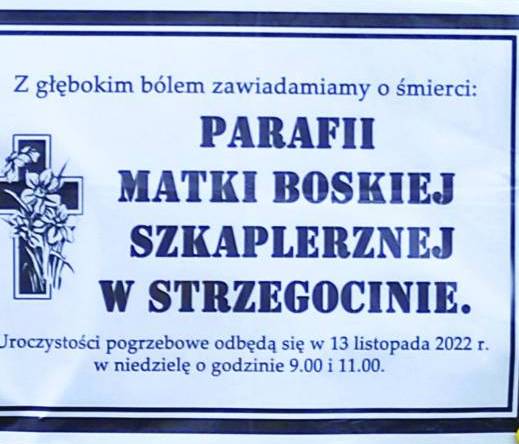 Z głębokim bólem zawiadamiamy o śmierci:
PARAFII
MATKI BOSKIEJ
SZKAPLERZNEJ
W STRZEGOCINIE.
Uroczystości pogrzebowe odbędą się w 13 listopada 2022 r.
w niedzielę o godzinie 9.00 i 11.00.